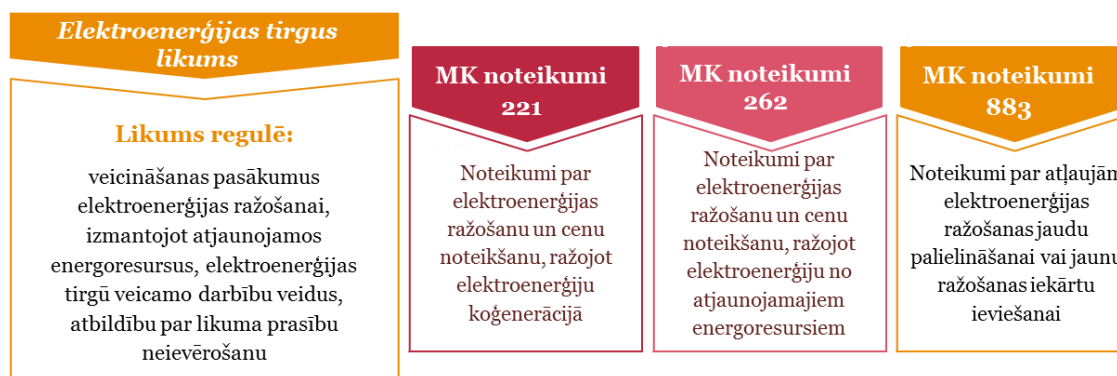 Elektroenerģijas tirgus
likums
Likums regulē:
veicināšanas pasākumus
elektroenerģijas ražošanai,
izmantojot atjaunojamos
energoresursus, elektroenerģijas
tirgū veicamo darbību veidus,
atbildību par likuma prasību
neievērošanu
MK noteikumi
221
Noteikumi par
elektroenerģijas
ražošanu un cenu
noteikšanu, ražojot
elektroenerģiju
koģenerācijā
MK noteikumi
262
Noteikumi par
elektroenerģijas
ražošanu un cenu
noteikšanu, ražojot
elektroenerģiju no
atjaunojamajiem
energoresursiem
MK noteikumi
883
Noteikumi par atļaujām
elektroenerģijas
ražošanas jaudu
palielināšanai vai jaunu
ražošanas iekārtu
ieviešanai